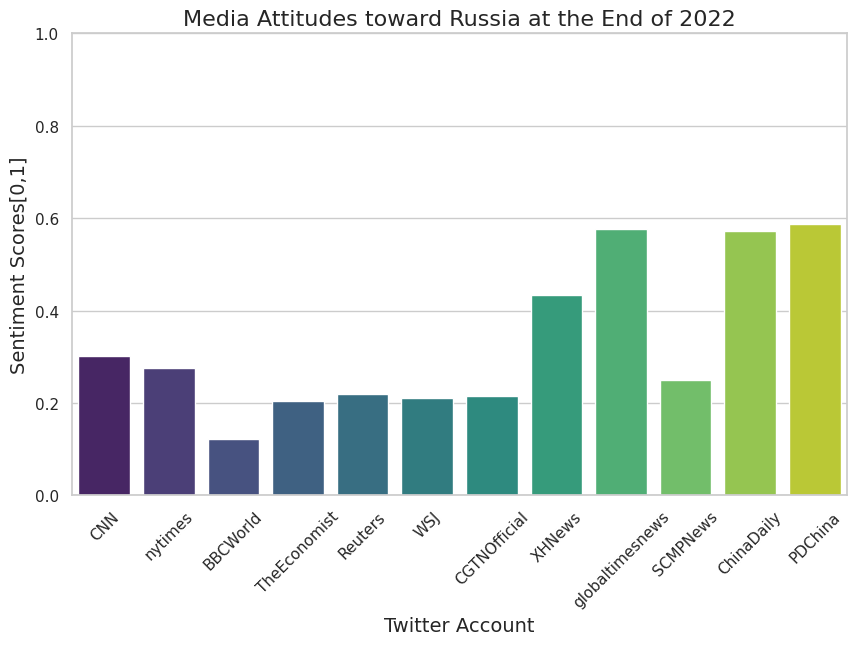 Media Attitudes toward Russia at the End of 2022
Sentiment Scores[0,1]
1.0
0.8
0.6
0.4
0.2
0.0
CNN
nytimes
BBCWorld
TheEconomist
Reuters
WSJ
CGTNOfficial
XHNews
globaltimesnews
SCMPNews
ChinaDaily
PDChina
Twitter Account